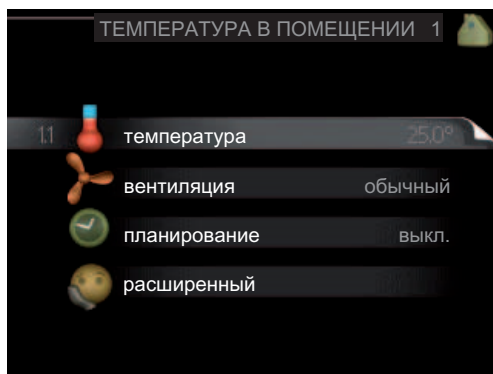 ТЕМПЕРАТУРА В ПОМЕЩЕНИИ 1
1.1 температура 25.0°
вентиляция обычный
планирование выкл.
расширенный